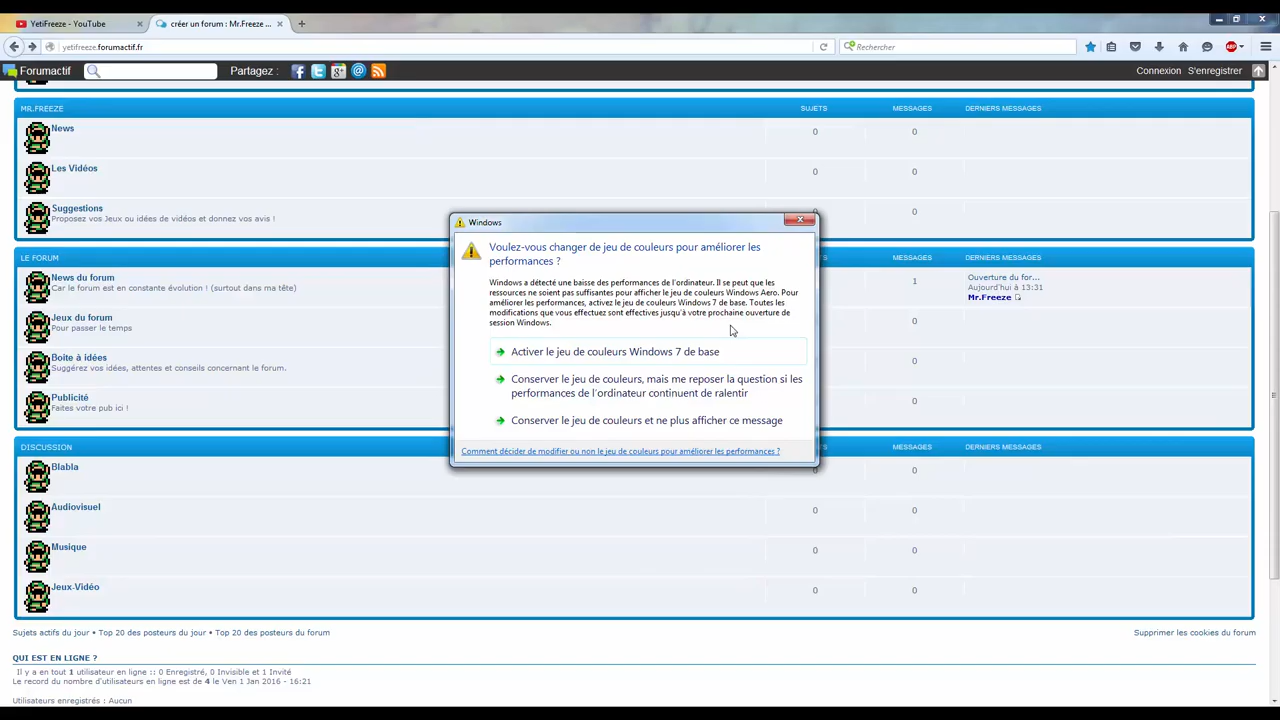 YetiFreeze - YouTube
créer un forum : Mr.Freeze ...
yetifreeze.forumactif.fr
Rechercher
ABP
Forumactif
Partagez :
Connexion S'enregistrer
MR.FREEZE SUJETS MESSAGES DERNIERS MESSAGES
News 0 0
Les Vidéos 0 0
Suggestions 0
Proposez vos Jeux ou idées de vidéos et donnez vos avis !
LE FORUM MESSAGES DERNIERS MESSAGES
News du forum 1 Ouverture du for...
Car le forum est en constante évolution ! (surtout dans ma tête) Aujourd'hui à 13:31
Mr.Freeze
Jeux du forum 0
Pour passer le temps
Boite à idées 0
Suggérez vos idées, attentes et conseils concernant le forum.
Publicité 0
Faites votre pub ici !
Windows
Voulez-vous changer de jeu de couleurs pour améliorer les
performances ?
Windows a détecté une baisse des performances de l'ordinateur. Il se peut que les
ressources ne soient pas suffisantes pour afficher le jeu de couleurs Windows Aero. Pour
améliorer les performances, activez le jeu de couleurs Windows 7 de base. Toutes les
modifications que vous effectuez sont effectives jusqu'à votre prochaine ouverture de
session Windows.
Activer le jeu de couleurs Windows 7 de base
Conserver le jeu de couleurs, mais me reposer la question si les
performances de l'ordinateur continuent de ralentir
Conserver le jeu de couleurs et ne plus afficher ce message
Comment décider de modifier ou non le jeu de couleurs pour améliorer les performances ?
DISCUSSION MESSAGES DERNIERS MESSAGES
Blabla 0 0
Audiovisuel 0 0
Musique 0 0
Jeux-Vidéo 0 0
Sujets actifs du jour • Top 20 des posteurs du jour • Top 20 des posteurs du forum
Supprimer les cookies du forum
QUI EST EN LIGNE ?
Il y a en tout 1 utilisateur en ligne :: 0 Enregistré, 0 Invisible et 1 Invité
Le record du nombre d'utilisateurs en ligne est de 4 le Ven 1 Jan 2016 - 16:21
Utilisateurs enregistrés : Aucun